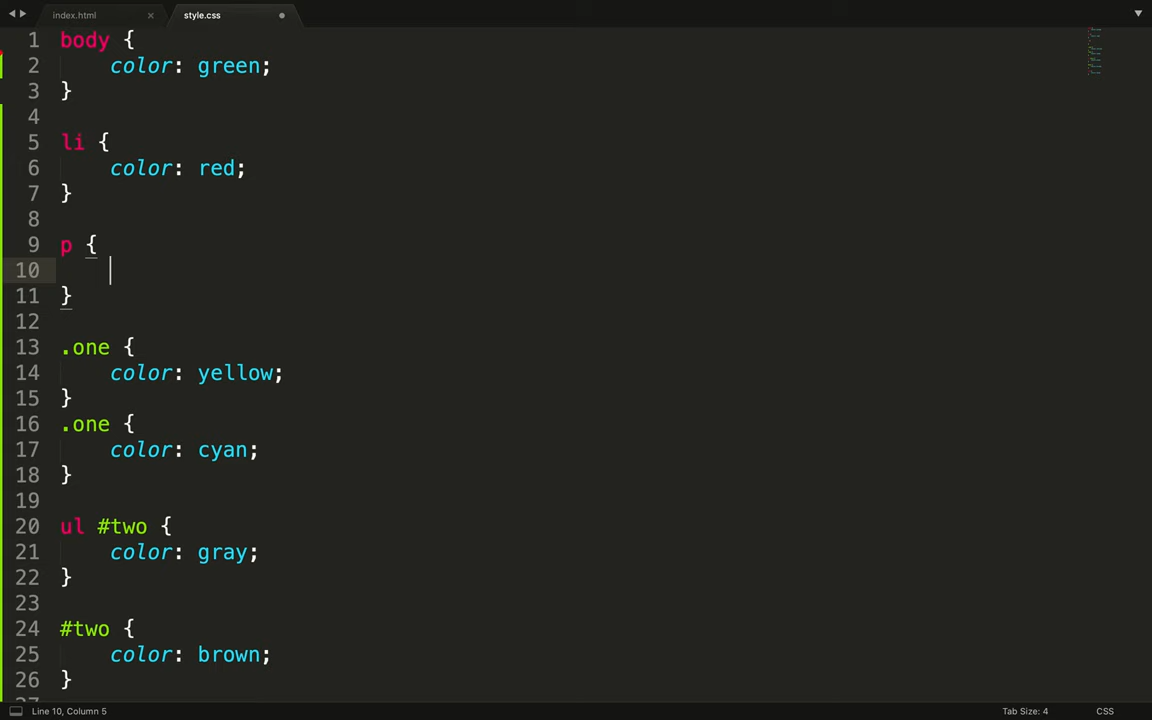 index.html
style.css
1 body {
2 color: green;
3 }
4
5 li {
6 color: red;
7 }
8
9 p {
10
11 }
12
13 .one {
14 color: yellow;
15 }
16 .one {
17 color: cyan;
18 }
19
20 ul #two {
21 color: gray;
22 }
23
24 #two {
25 color: brown;
26 }
27
Line 10, Column 5
Tab Size: 4
CSS